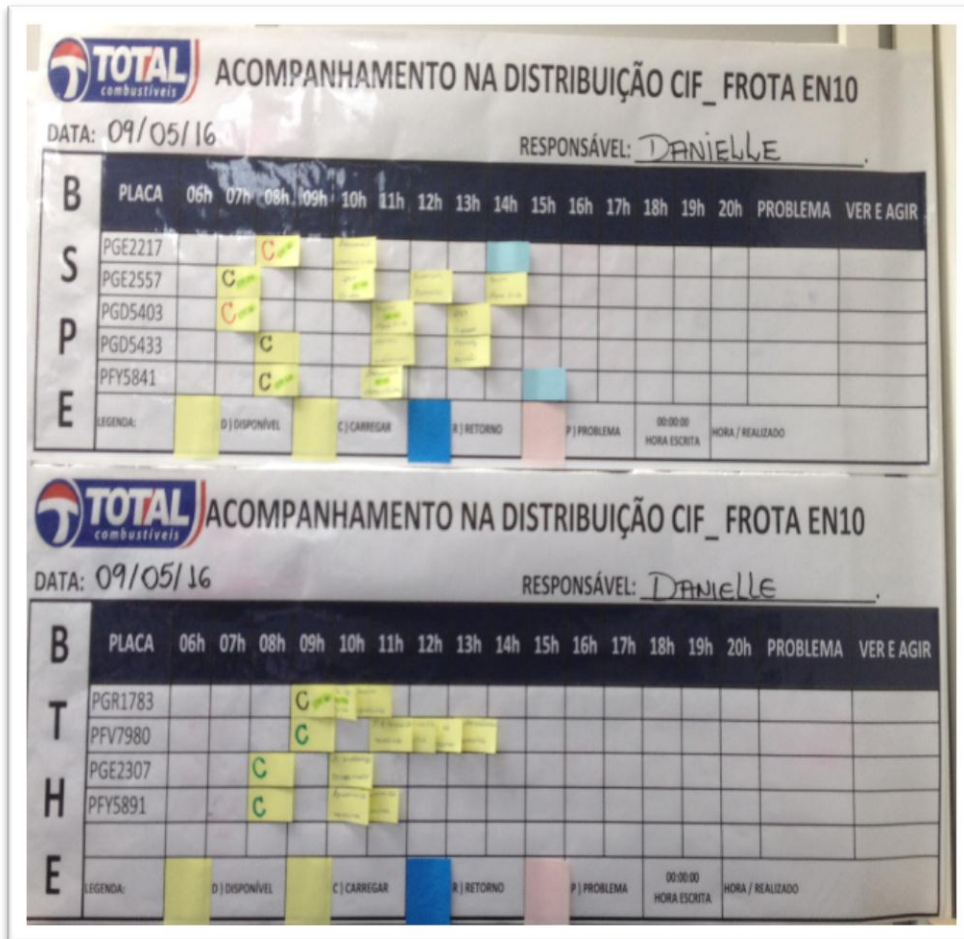 TOTAL
combustíveis
ACOMPANHAMENTO NA DISTRIBUIÇÃO CIF_ FROTA EN10
DATA: 09/05/16 RESPONSÁVEL: DANIELLE.
BSPE
PLACA 06h 07h 08h 09h 10h 11h 12h 13h 14h 15h 16h 17h 18h 19h 20h PROBLEMA VER E AGIR
PGE2217 C
PGE2557 C
PGD5403 C
PGD5433 C
PFY5841 C
LEGENDA: D ) DISPONÍVEL C ) CARREGAR R ) RETORNO P ) PROBLEMA 00:00:00 HORA / REALIZADO
HORA ESCRITA
TOTAL
combustíveis
ACOMPANHAMENTO NA DISTRIBUIÇÃO CIF_ FROTA EN10
DATA: 09/05/16 RESPONSÁVEL: DANIELLE.
BTHE
PLACA 06h 07h 08h 09h 10h 11h 12h 13h 14h 15h 16h 17h 18h 19h 20h PROBLEMA VER E AGIR
PGR1783 C
PFV7980 C
PGE2307 C
PFY5891 C
LEGENDA: D ) DISPONÍVEL C ) CARREGAR R ) RETORNO P ) PROBLEMA 00:00:00 HORA / REALIZADO
HORA ESCRITA